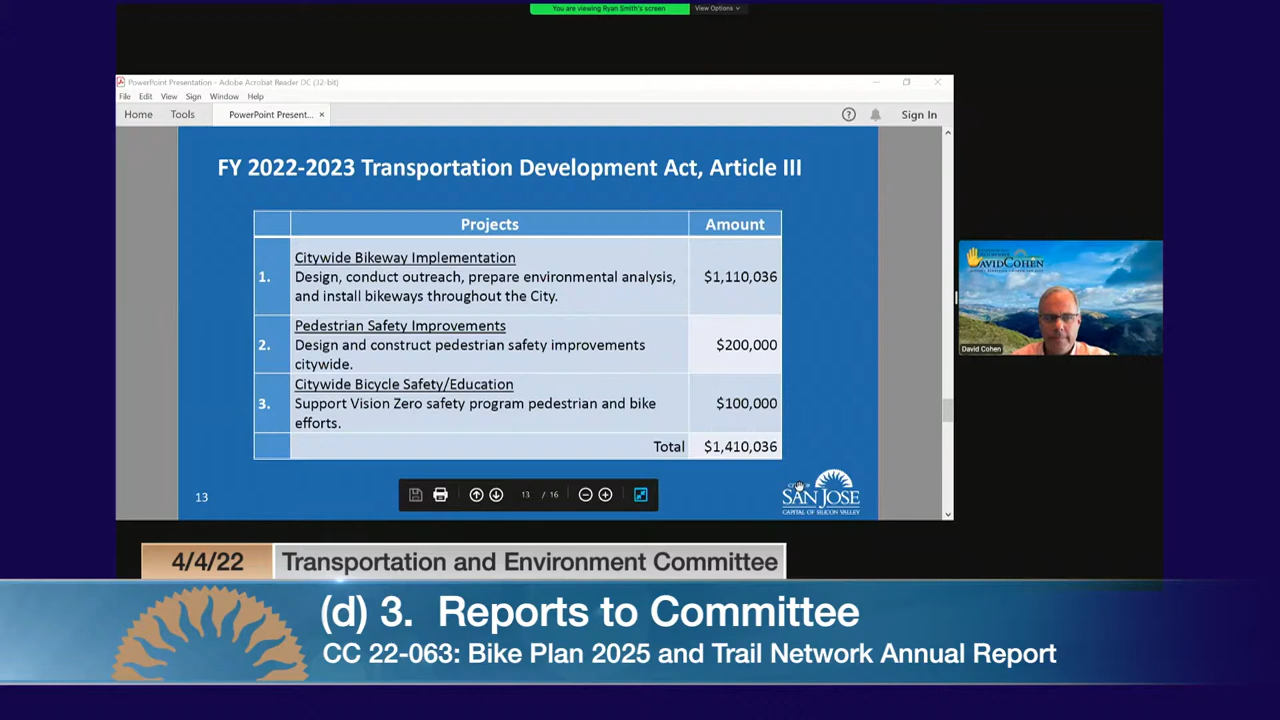 You are viewing Ryan Smith's screen
View Options
PowerPoint Presentation - Adobe Acrobat Reader DC (32-bit)
File Edit View Sign Window Help
Home Tools PowerPoint Present... ×
Sign In
FY 2022-2023 Transportation Development Act, Article III
Projects Amount
1. Citywide Bikeway Implementation
Design, conduct outreach, prepare environmental analysis,
and install bikeways throughout the City.
$1,110,036
2. Pedestrian Safety Improvements
Design and construct pedestrian safety improvements
citywide.
$200,000
3. Citywide Bicycle Safety/Education
Support Vision Zero safety program pedestrian and bike
efforts.
$100,000
Total $1,410,036
13
13 / 16
SAN JOSE
CAPITAL OF SILICON VALLEY
DAVID COHEN
David Cohen
4/4/22 Transportation and Environment Committee
(d) 3. Reports to Committee
CC 22-063: Bike Plan 2025 and Trail Network Annual Report